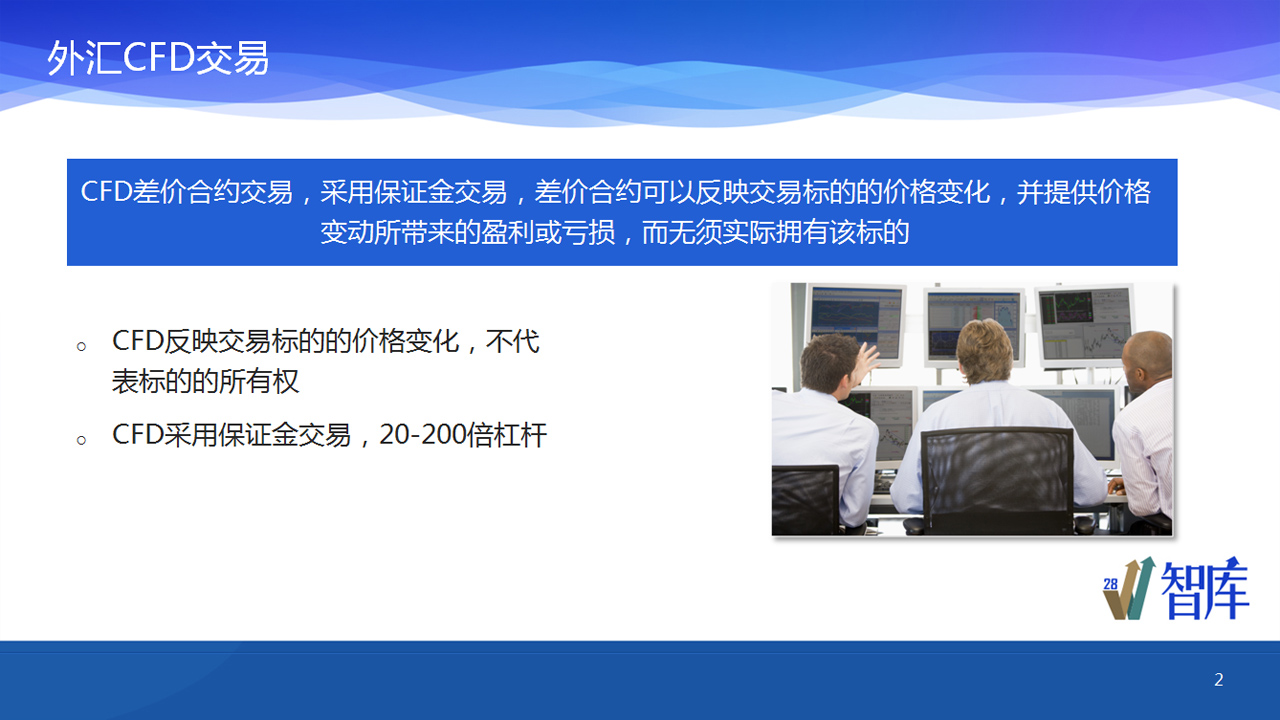 外汇CFD交易
CFD差价合约交易，采用保证金交易，差价合约可以反映交易标的的价格变化，并提供价格
变动所带来的盈利或亏损，而无须实际拥有该标的
CFD反映交易标的的价格变化，不代
表标的的所有权
CFD采用保证金交易，20-200倍杠杆
28
智库
2